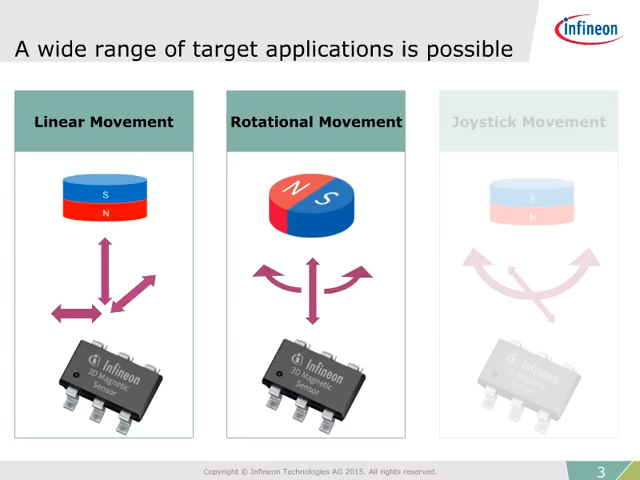 infineon
A wide range of target applications is possible
Linear Movement
Rotational Movement
Joystick Movement
S
N
N S
S
N
infineon
3D Magnetic
Sensor
infineon
3D Magnetic
Sensor
infineon
3D Magnetic
Sensor
Copyright © Infineon Technologies AG 2015. All rights reserved.
3